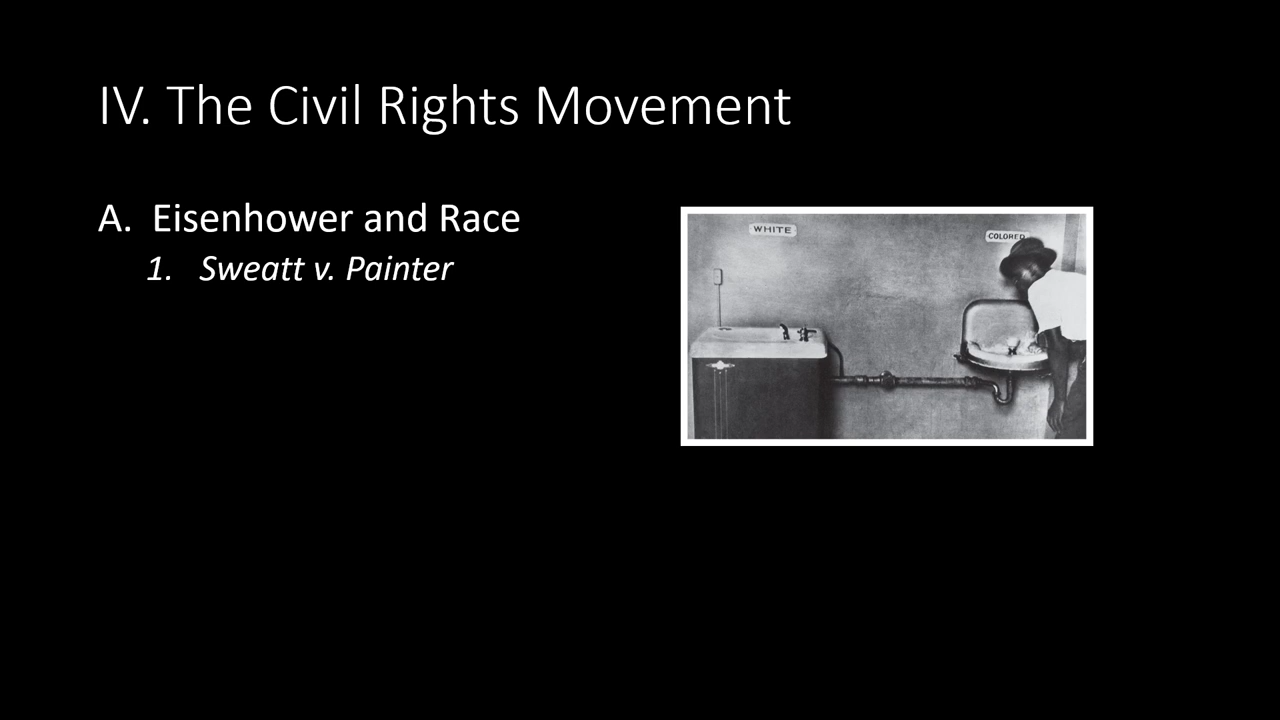 IV. The Civil Rights Movement
A. Eisenhower and Race
1. Sweatt v. Painter
WHITE
COLORED